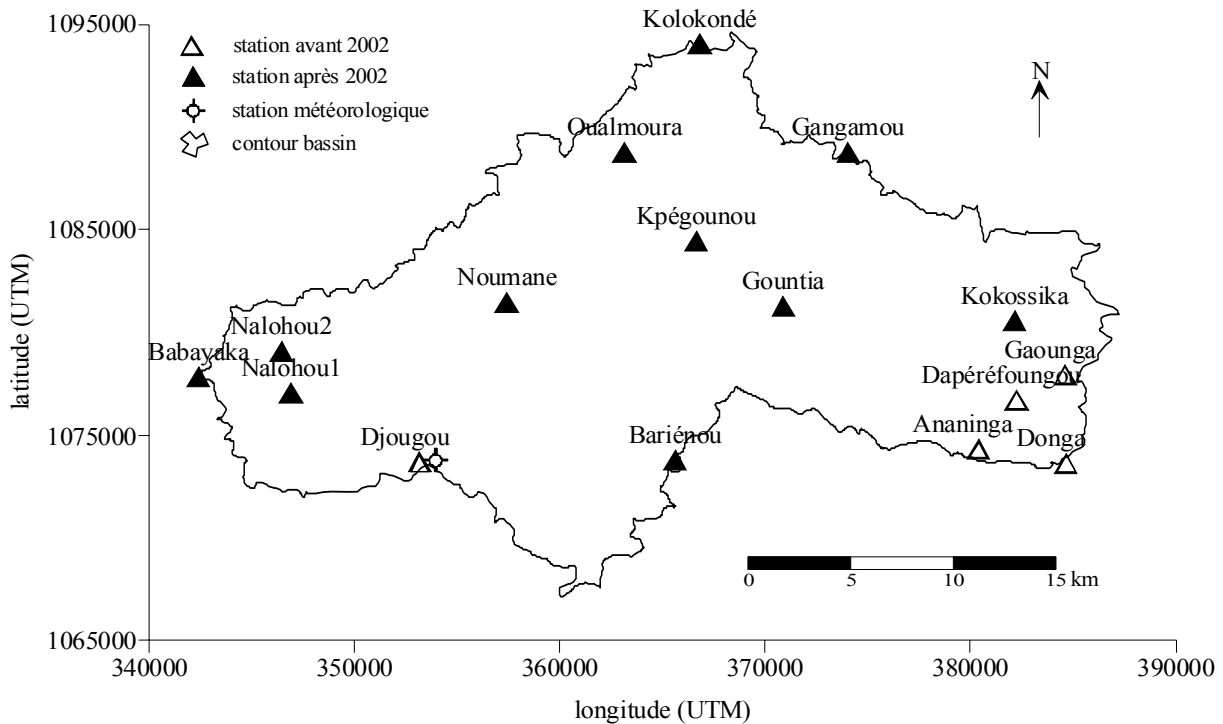 Kolokondé
1095000
station avant 2002
station après 2002
N
station météorologique
Oualmoura
Gangamou
contour bassin
Kpégounou
1085000
Noumane
Gountia
Kokossika
Nalohou2
Gaounga
Babayaka
Nalohou1
Dapéréfoungou
latitude (UTM)
1075000
Djougou
Bariénou
Ananinga
Donga
0
5
10
15 km
1065000
340000
350000
360000
370000
380000
390000
longitude (UTM)